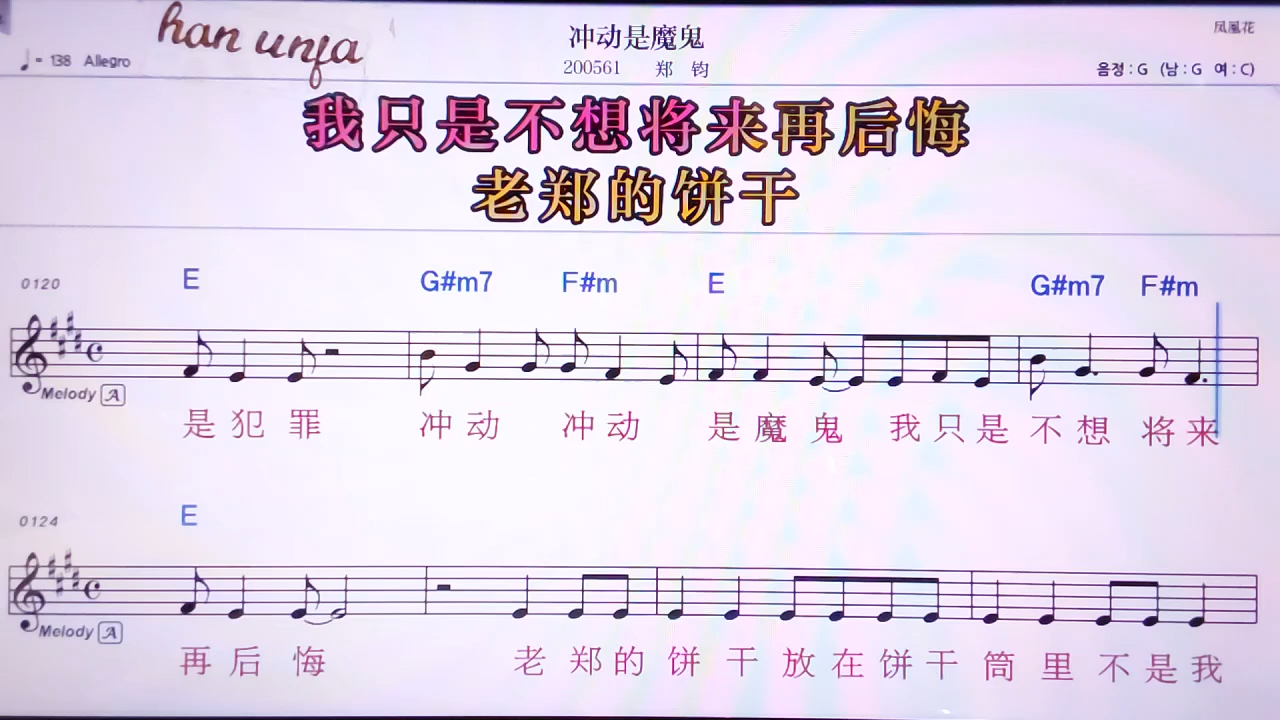 han unfa
冲动是魔鬼
凤凰花
♩= 138 Allegro
200561 郑 钧
음정 : G (남 : G 여 : C)
我只是不想将来再后悔
老郑的饼干
0120 E G#m7 F#m E G#m7 F#m
Melody A
是犯罪 冲动 冲动 是魔鬼 我只是不想 将来
0124 E
Melody A
再后悔 老郑的饼干放在饼干筒里不是我